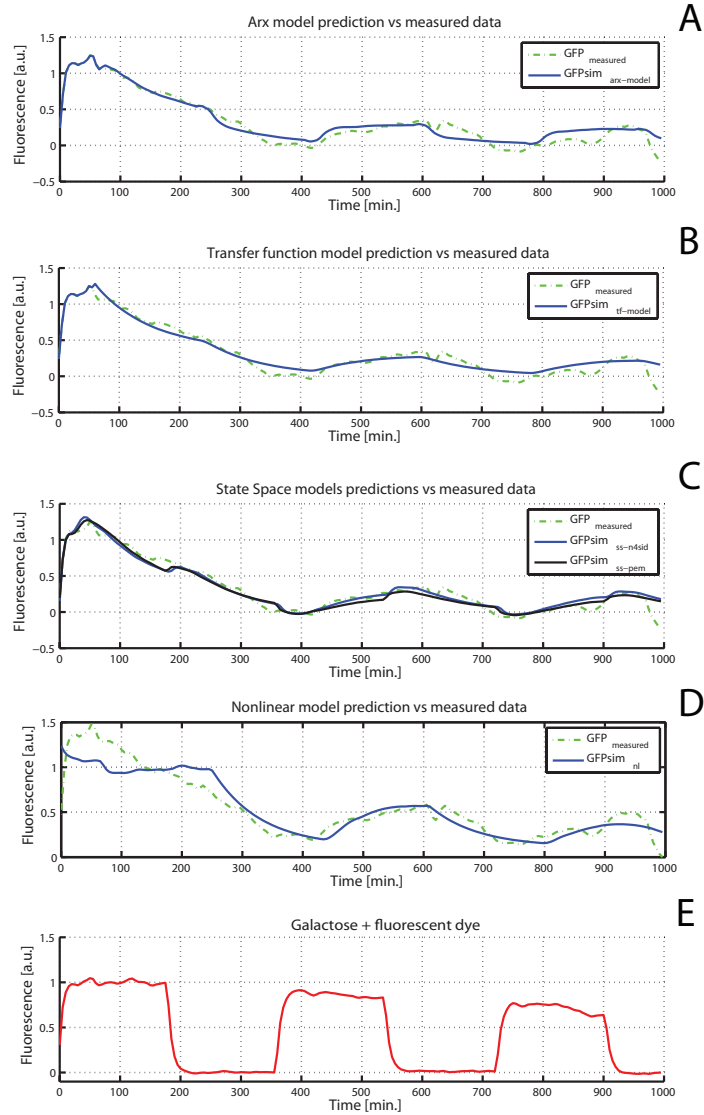 A
Arx model prediction vs measured data
Fluorescence [a.u.]
1.5
1
0.5
0
−0.5
GFP measured
GFPsim arx−model
0 100 200 300 400 500 600 700 800 900 1000
Time [min.]
B
Transfer function model prediction vs measured data
Fluorescence [a.u.]
1.5
1
0.5
0
−0.5
GFP measured
GFPsim tf−model
0 100 200 300 400 500 600 700 800 900 1000
Time [min.]
C
State Space models predictions vs measured data
Fluorescence [a.u.]
1.5
1
0.5
0
−0.5
GFP measured
GFPsim ss−n4sid
GFPsim ss−pem
0 100 200 300 400 500 600 700 800 900 1000
Time [min.]
D
Nonlinear model prediction vs measured data
Fluorescence [a.u.]
1.5
1
0.5
0
GFP measured
GFPsim nl
0 100 200 300 400 500 600 700 800 900 1000
Time [min.]
E
Galactose + fluorescent dye
Fluorescence [a.u.]
1.5
1
0.5
0
0 100 200 300 400 500 600 700 800 900 1000
Time [min.]